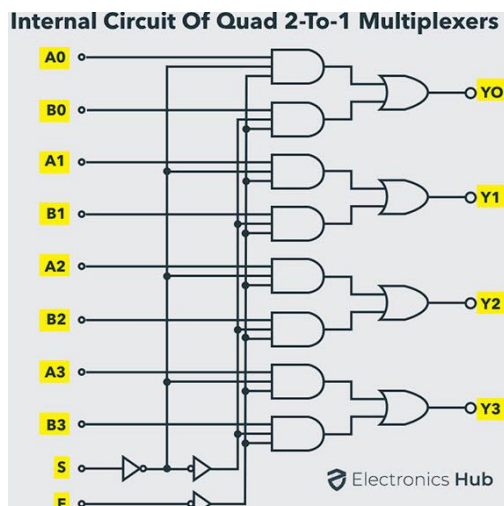 Internal Circuit Of Quad 2-To-1 Multiplexers
A0
YO
B0
A1
Y1
B1
A2
Y2
B2
A3
Y3
B3
S
Electronics Hub
E